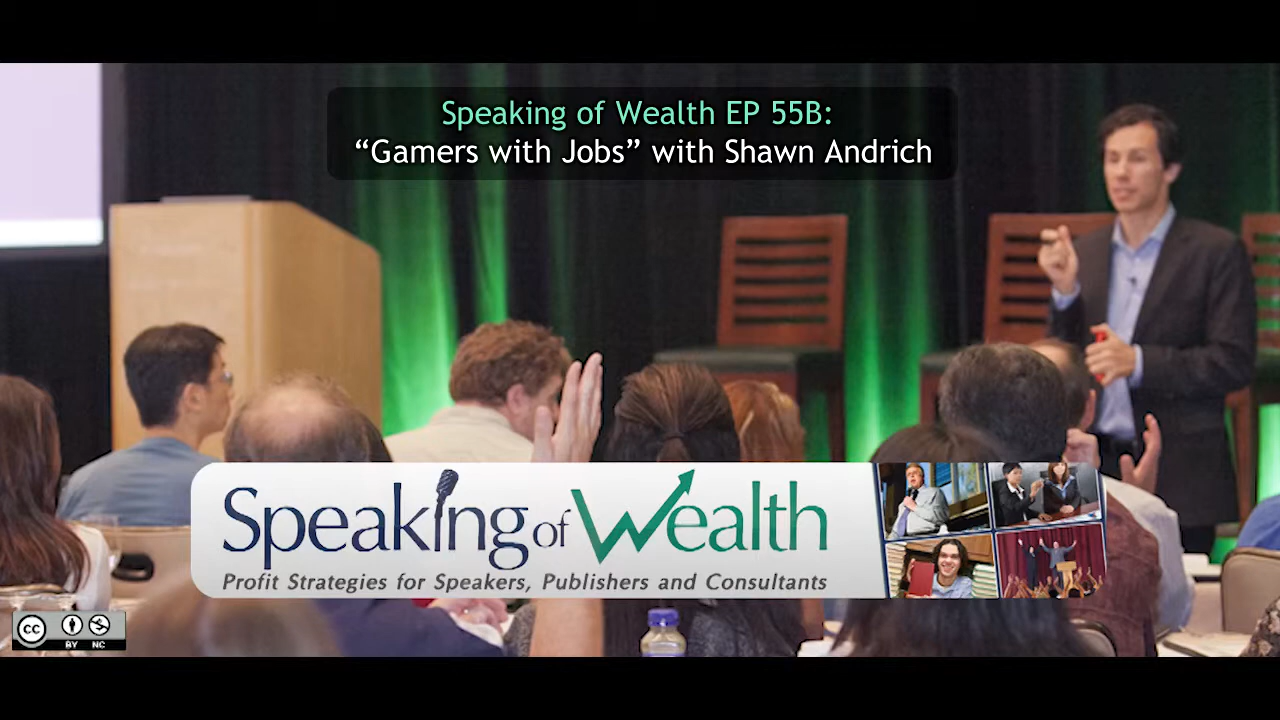 Speaking of Wealth EP 55B:
“Gamers with Jobs” with Shawn Andrich
Speaking of Wealth
Profit Strategies for Speakers, Publishers and Consultants
cc
BY NC